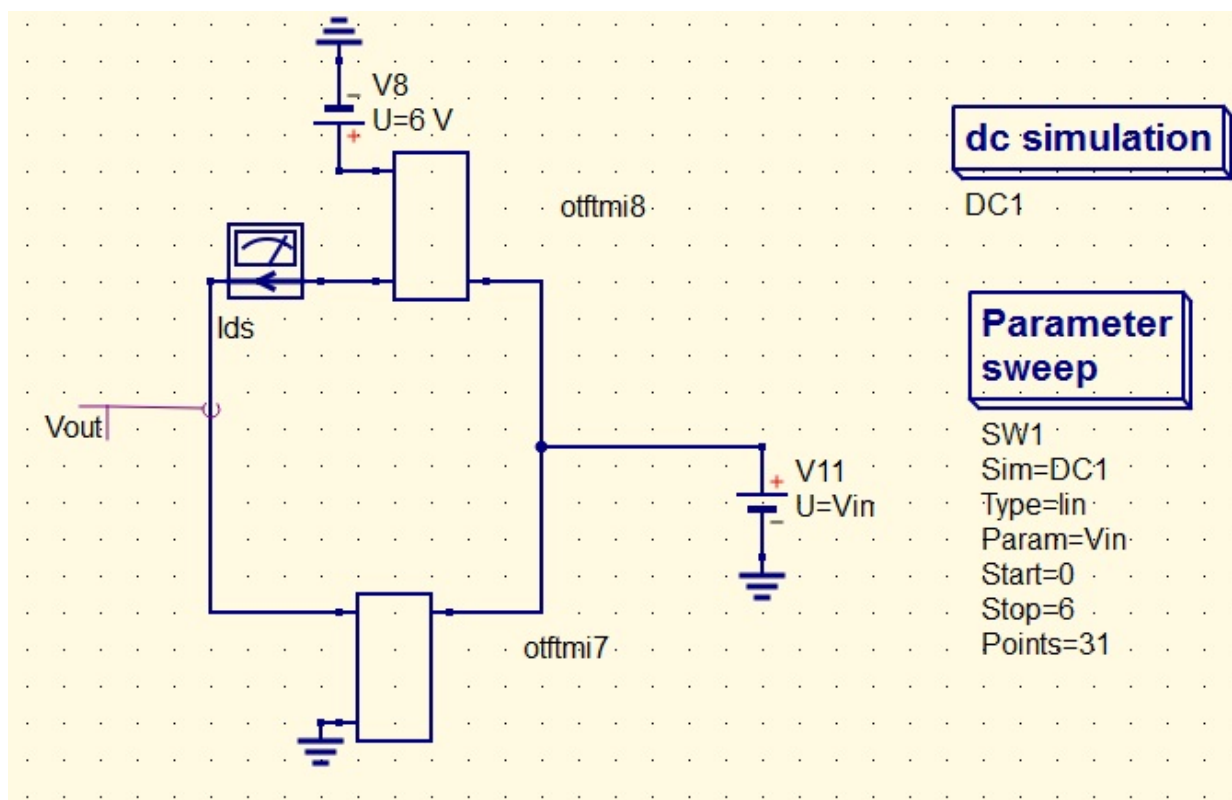 V8
U=6 V
otftmi8
Ids
Vout
V11
U=Vin
otftmi7
dc simulation
DC1
Parameter
sweep
SW1
Sim=DC1
Type=lin
Param=Vin
Start=0
Stop=6
Points=31